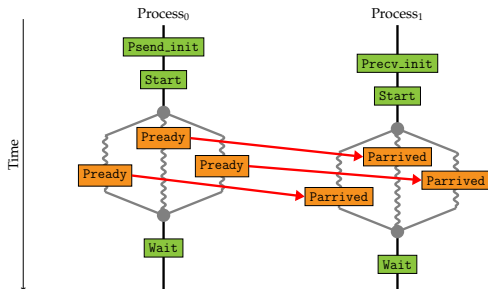 Process₀
Process₁
Psend_init
Precv_init
Start
Start
Time
Pready
Parrived
Pready
Parrived
Pready
Parrived
Wait
Wait